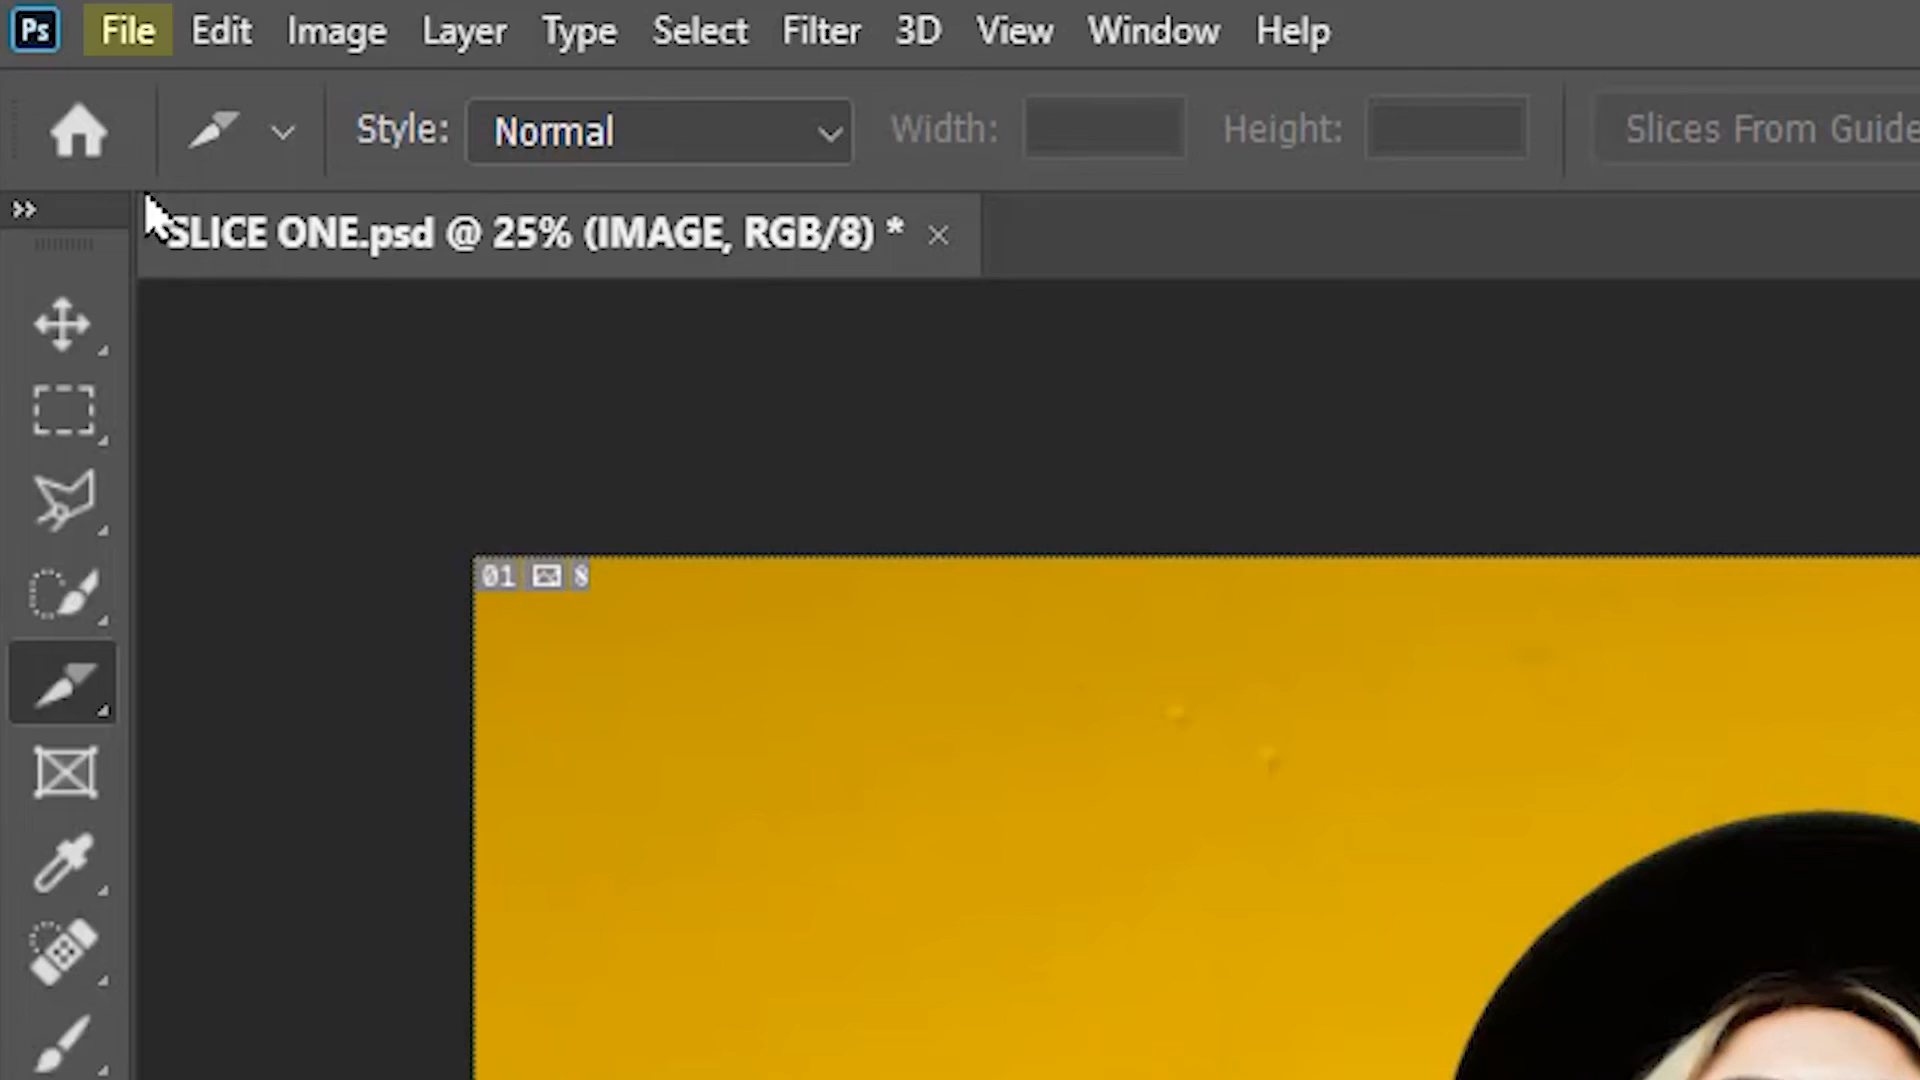 Ps File Edit Image Layer Type Select Filter 3D View Window Help
Style: Normal Width: Height: Slices From Guide
SLICE ONE.psd @ 25% (IMAGE, RGB/8) * ×
01